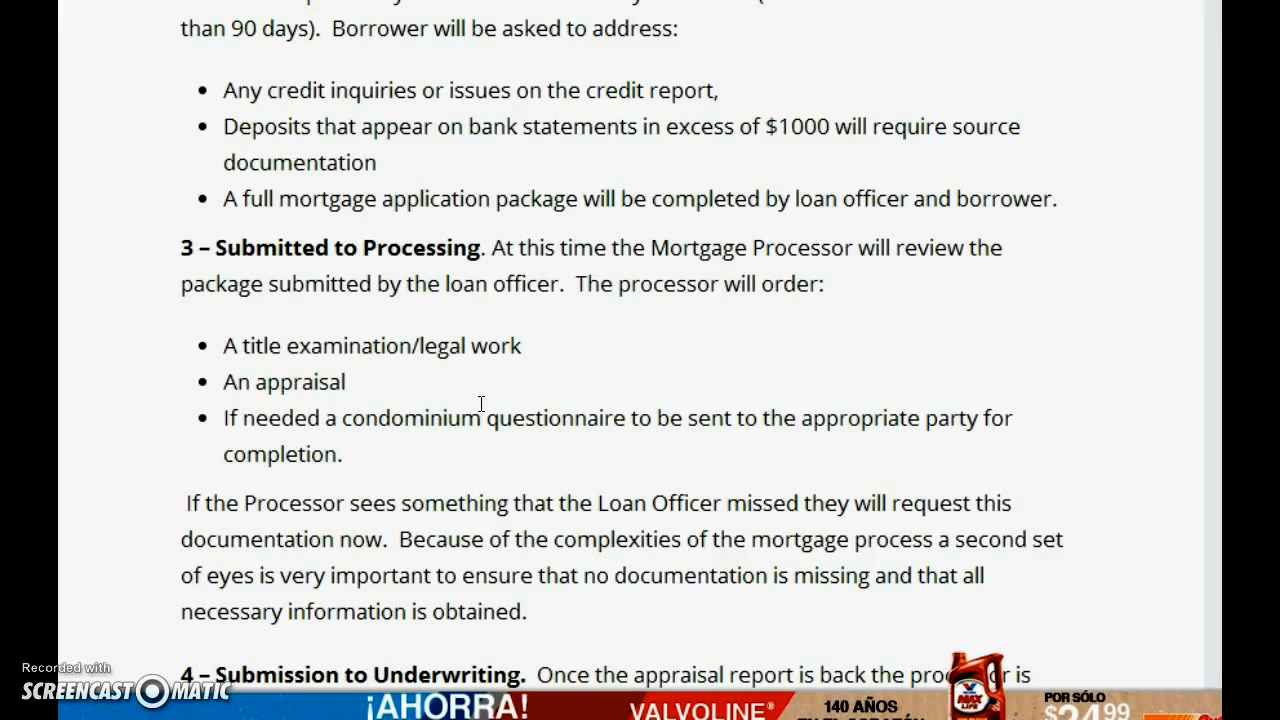 than 90 days).  Borrower will be asked to address:
• Any credit inquiries or issues on the credit report,
• Deposits that appear on bank statements in excess of $1000 will require source
documentation
• A full mortgage application package will be completed by loan officer and borrower.
3 – Submitted to Processing. At this time the Mortgage Processor will review the
package submitted by the loan officer.  The processor will order:
• A title examination/legal work
• An appraisal
• If needed a condominium questionnaire to be sent to the appropriate party for
completion.
If the Processor sees something that the Loan Officer missed they will request this
documentation now.  Because of the complexities of the mortgage process a second set
of eyes is very important to ensure that no documentation is missing and that all
necessary information is obtained.
4 – Submission to Underwriting.  Once the appraisal report is back the is
Recorded with
SCREENCAST MATIC
¡AHORRA!
VALVOLINE®
140 AÑOS
MAX
LIFE
POR SÓLO